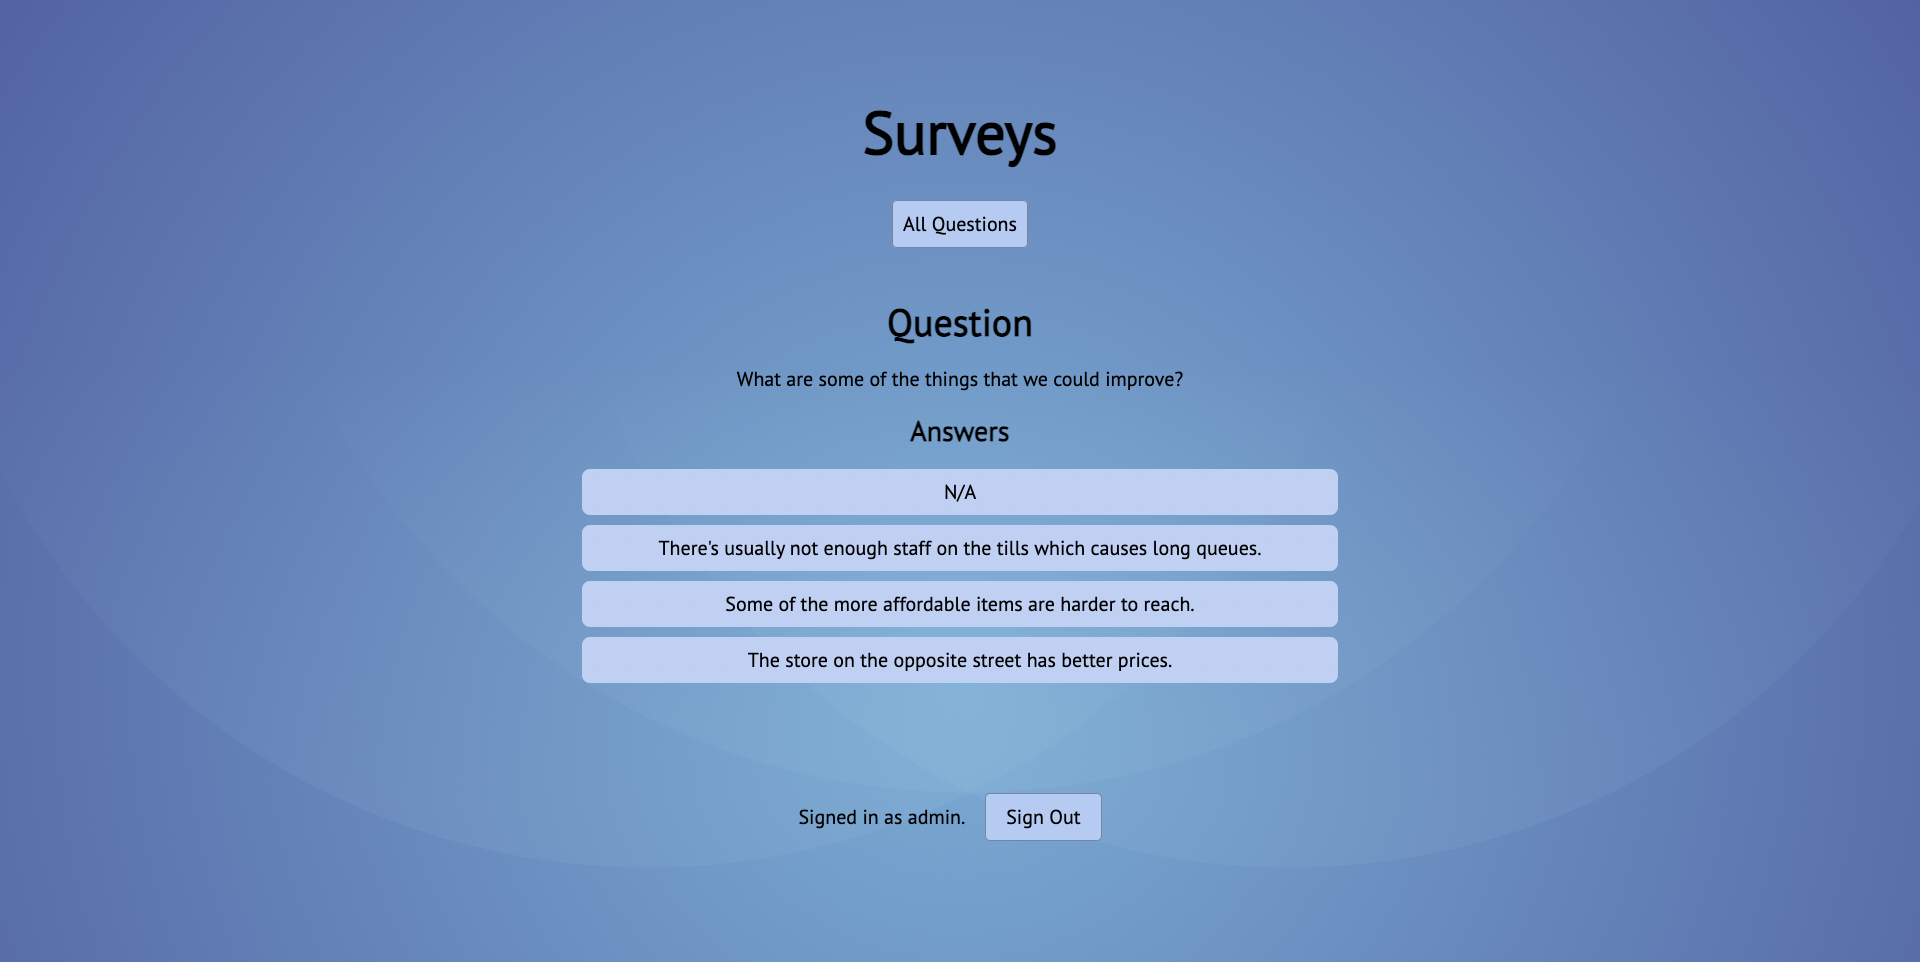 Surveys
All Questions
Question
What are some of the things that we could improve?
Answers
N/A
There's usually not enough staff on the tills which causes long queues.
Some of the more affordable items are harder to reach.
The store on the opposite street has better prices.
Signed in as admin. Sign Out